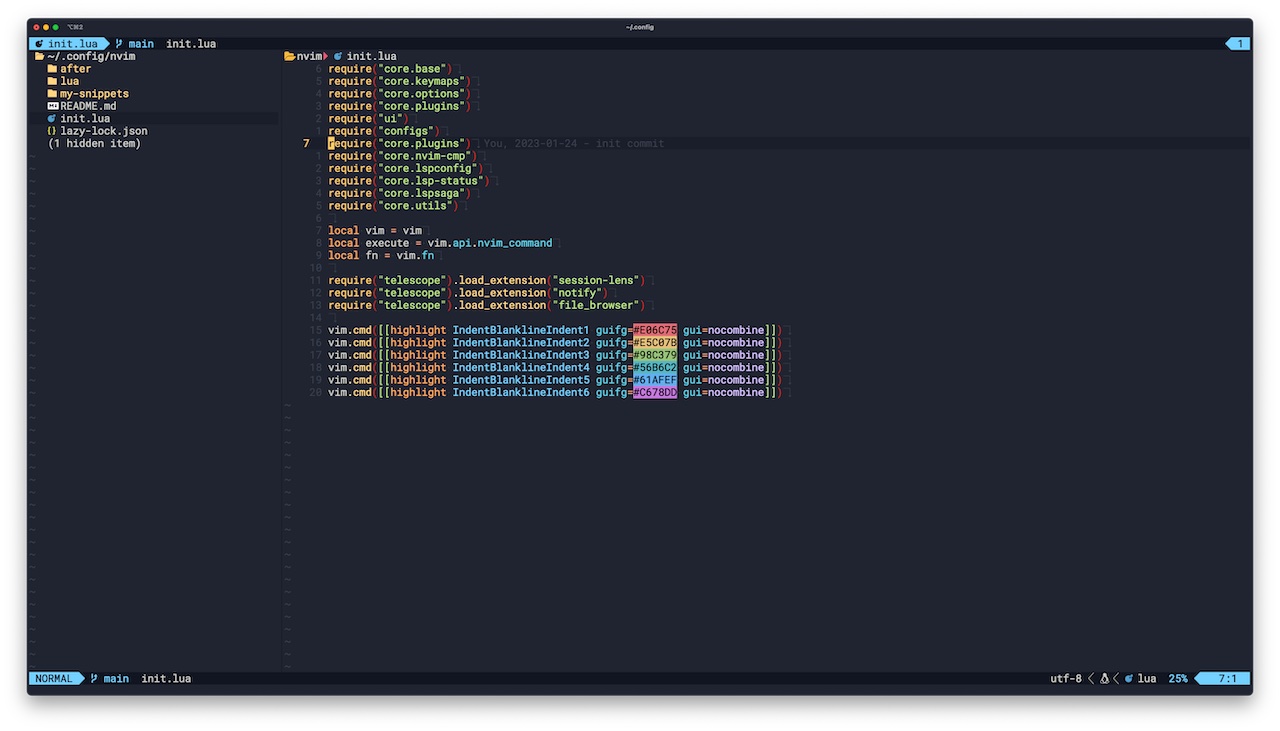 ⌥⌘2 ~/.config
init.lua main init.lua 1
~/.config/nvim
after
lua
my-snippets
README.md
init.lua
lazy-lock.json
(1 hidden item)
nvim init.lua
6 require("core.base")
5 require("core.keymaps")
4 require("core.options")
3 require("core.plugins")
2 require("ui")
1 require("configs")
7 require("core.plugins") You, 2023-01-24 - init commit
1 require("core.nvim-cmp")
2 require("core.lspconfig")
3 require("core.lsp-status")
4 require("core.lspsaga")
5 require("core.utils")
6
7 local vim = vim
8 local execute = vim.api.nvim_command
9 local fn = vim.fn
10
11 require("telescope").load_extension("session-lens")
12 require("telescope").load_extension("notify")
13 require("telescope").load_extension("file_browser")
14
15 vim.cmd([[highlight IndentBlanklineIndent1 guifg=#E06C75 gui=nocombine]])
16 vim.cmd([[highlight IndentBlanklineIndent2 guifg=#E5C07B gui=nocombine]])
17 vim.cmd([[highlight IndentBlanklineIndent3 guifg=#98C379 gui=nocombine]])
18 vim.cmd([[highlight IndentBlanklineIndent4 guifg=#56B6C2 gui=nocombine]])
19 vim.cmd([[highlight IndentBlanklineIndent5 guifg=#61AFEF gui=nocombine]])
20 vim.cmd([[highlight IndentBlanklineIndent6 guifg=#C678DD gui=nocombine]])
NORMAL main init.lua utf-8 lua 25% 7:1